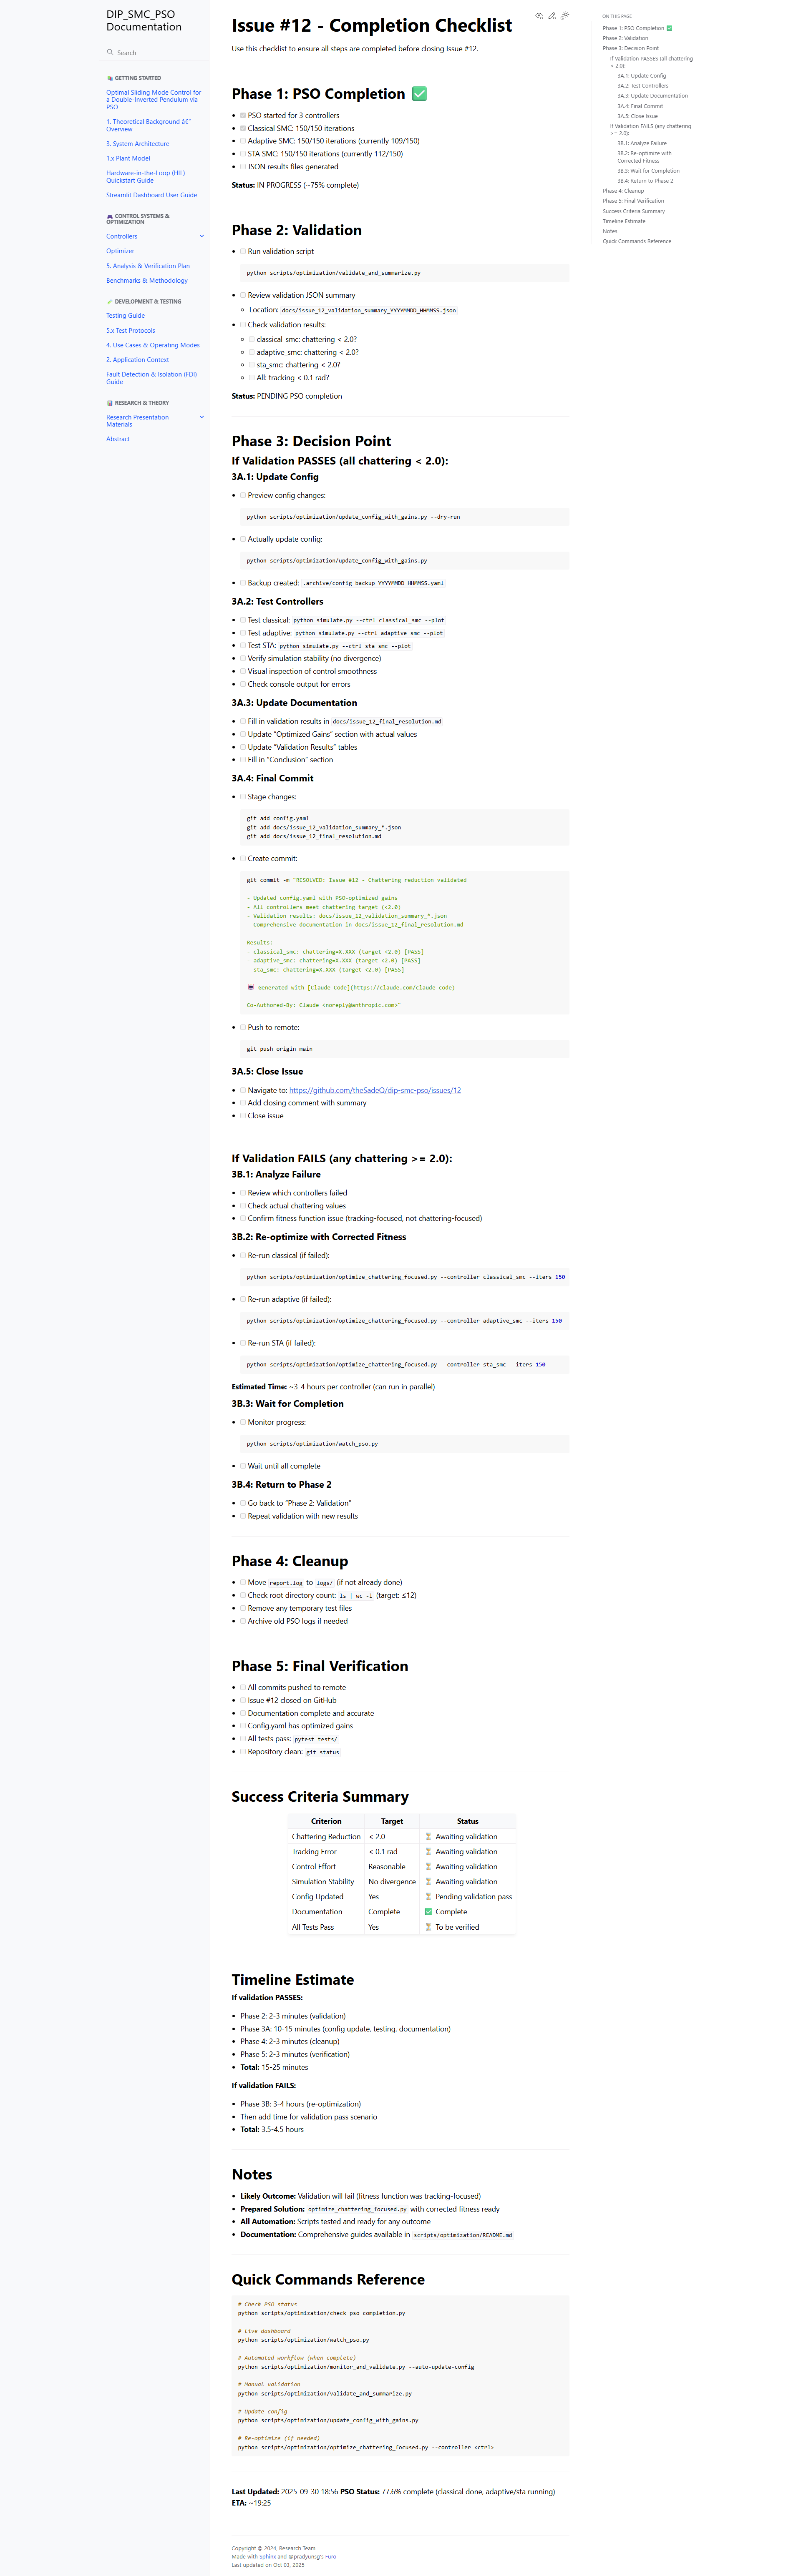 DIP_SMC_PSO
Documentation
Search
📚 GETTING STARTED
Optimal Sliding Mode Control for
a Double-Inverted Pendulum via
PSO
1. Theoretical Background â€"
Overview
3. System Architecture
1.x Plant Model
Hardware-in-the-Loop (HIL)
Quickstart Guide
Streamlit Dashboard User Guide
🎮 CONTROL SYSTEMS &
OPTIMIZATION
Controllers
Optimizer
5. Analysis & Verification Plan
Benchmarks & Methodology
🧪 DEVELOPMENT & TESTING
Testing Guide
5.x Test Protocols
4. Use Cases & Operating Modes
2. Application Context
Fault Detection & Isolation (FDI)
Guide
📊 RESEARCH & THEORY
Research Presentation
Materials
Abstract
Issue #12 - Completion Checklist
Use this checklist to ensure all steps are completed before closing Issue #12.
Phase 1: PSO Completion ✅
PSO started for 3 controllers
Classical SMC: 150/150 iterations
Adaptive SMC: 150/150 iterations (currently 109/150)
STA SMC: 150/150 iterations (currently 112/150)
JSON results files generated
Status: IN PROGRESS (~75% complete)
Phase 2: Validation
Run validation script
python scripts/optimization/validate_and_summarize.py
Review validation JSON summary
Location: docs/issue_12_validation_summary_YYYYMMDD_HHMMSS.json
Check validation results:
classical_smc: chattering < 2.0?
adaptive_smc: chattering < 2.0?
sta_smc: chattering < 2.0?
All: tracking < 0.1 rad?
Status: PENDING PSO completion
Phase 3: Decision Point
If Validation PASSES (all chattering < 2.0):
3A.1: Update Config
Preview config changes:
python scripts/optimization/update_config_with_gains.py --dry-run
Actually update config:
python scripts/optimization/update_config_with_gains.py
Backup created: .archive/config_backup_YYYYMMDD_HHMMSS.yaml
3A.2: Test Controllers
Test classical: python simulate.py --ctrl classical_smc --plot
Test adaptive: python simulate.py --ctrl adaptive_smc --plot
Test STA: python simulate.py --ctrl sta_smc --plot
Verify simulation stability (no divergence)
Visual inspection of control smoothness
Check console output for errors
3A.3: Update Documentation
Fill in validation results in docs/issue_12_final_resolution.md
Update “Optimized Gains” section with actual values
Update “Validation Results” tables
Fill in “Conclusion” section
3A.4: Final Commit
Stage changes:
git add config.yaml
git add docs/issue_12_validation_summary_*.json
git add docs/issue_12_final_resolution.md
Create commit:
git commit -m "RESOLVED: Issue #12 - Chattering reduction validated
- Updated config.yaml with PSO-optimized gains
- All controllers meet chattering target (<2.0)
- Validation results: docs/issue_12_validation_summary_*.json
- Comprehensive documentation in docs/issue_12_final_resolution.md
Results:
- classical_smc: chattering=X.XXX (target <2.0) [PASS]
- adaptive_smc: chattering=X.XXX (target <2.0) [PASS]
- sta_smc: chattering=X.XXX (target <2.0) [PASS]
🤖 Generated with [Claude Code](https://claude.com/claude-code)
Co-Authored-By: Claude <noreply@anthropic.com>"
Push to remote:
git push origin main
3A.5: Close Issue
Navigate to: https://github.com/theSadeQ/dip-smc-pso/issues/12
Add closing comment with summary
Close issue
If Validation FAILS (any chattering >= 2.0):
3B.1: Analyze Failure
Review which controllers failed
Check actual chattering values
Confirm fitness function issue (tracking-focused, not chattering-focused)
3B.2: Re-optimize with Corrected Fitness
Re-run classical (if failed):
python scripts/optimization/optimize_chattering_focused.py --controller classical_smc --iters 150
Re-run adaptive (if failed):
python scripts/optimization/optimize_chattering_focused.py --controller adaptive_smc --iters 150
Re-run STA (if failed):
python scripts/optimization/optimize_chattering_focused.py --controller sta_smc --iters 150
Estimated Time: ~3-4 hours per controller (can run in parallel)
3B.3: Wait for Completion
Monitor progress:
python scripts/optimization/watch_pso.py
Wait until all complete
3B.4: Return to Phase 2
Go back to “Phase 2: Validation”
Repeat validation with new results
Phase 4: Cleanup
Move report.log to logs/ (if not already done)
Check root directory count: ls | wc -l (target: ≤12)
Remove any temporary test files
Archive old PSO logs if needed
Phase 5: Final Verification
All commits pushed to remote
Issue #12 closed on GitHub
Documentation complete and accurate
Config.yaml has optimized gains
All tests pass: pytest tests/
Repository clean: git status
Success Criteria Summary
Criterion Target Status
Chattering Reduction < 2.0 ⏳ Awaiting validation
Tracking Error < 0.1 rad ⏳ Awaiting validation
Control Effort Reasonable ⏳ Awaiting validation
Simulation Stability No divergence ⏳ Awaiting validation
Config Updated Yes ⏳ Pending validation pass
Documentation Complete ✅ Complete
All Tests Pass Yes ⏳ To be verified
Timeline Estimate
If validation PASSES:
Phase 2: 2-3 minutes (validation)
Phase 3A: 10-15 minutes (config update, testing, documentation)
Phase 4: 2-3 minutes (cleanup)
Phase 5: 2-3 minutes (verification)
Total: 15-25 minutes
If validation FAILS:
Phase 3B: 3-4 hours (re-optimization)
Then add time for validation pass scenario
Total: 3.5-4.5 hours
Notes
Likely Outcome: Validation will fail (fitness function was tracking-focused)
Prepared Solution: optimize_chattering_focused.py with corrected fitness ready
All Automation: Scripts tested and ready for any outcome
Documentation: Comprehensive guides available in scripts/optimization/README.md
Quick Commands Reference
# Check PSO status
python scripts/optimization/check_pso_completion.py
# Live dashboard
python scripts/optimization/watch_pso.py
# Automated workflow (when complete)
python scripts/optimization/monitor_and_validate.py --auto-update-config
# Manual validation
python scripts/optimization/validate_and_summarize.py
# Update config
python scripts/optimization/update_config_with_gains.py
# Re-optimize (if needed)
python scripts/optimization/optimize_chattering_focused.py --controller <ctrl>
Last Updated: 2025-09-30 18:56 PSO Status: 77.6% complete (classical done, adaptive/sta running)
ETA: ~19:25
Copyright © 2024, Research Team
Made with Sphinx and @pradyunsg's Furo
Last updated on Oct 03, 2025
ON THIS PAGE
Phase 1: PSO Completion ✅
Phase 2: Validation
Phase 3: Decision Point
If Validation PASSES (all chattering
< 2.0):
3A.1: Update Config
3A.2: Test Controllers
3A.3: Update Documentation
3A.4: Final Commit
3A.5: Close Issue
If Validation FAILS (any chattering
>= 2.0):
3B.1: Analyze Failure
3B.2: Re-optimize with
Corrected Fitness
3B.3: Wait for Completion
3B.4: Return to Phase 2
Phase 4: Cleanup
Phase 5: Final Verification
Success Criteria Summary
Timeline Estimate
Notes
Quick Commands Reference